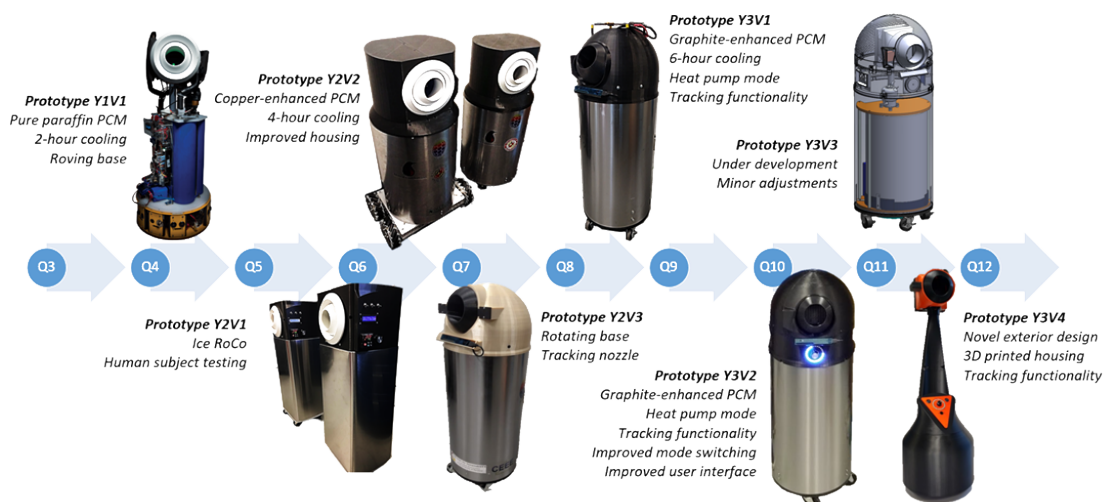 Prototype Y1V1
Pure paraffin PCM
2-hour cooling
Roving base
Prototype Y2V2
Copper-enhanced PCM
4-hour cooling
Improved housing
Prototype Y3V1
Graphite-enhanced PCM
6-hour cooling
Heat pump mode
Tracking functionality
Prototype Y3V3
Under development
Minor adjustments
Q3
Q4
Q5
Q6
Q7
Q8
Q9
Q10
Q11
Q12
Prototype Y2V1
Ice RoCo
Human subject testing
Prototype Y2V3
Rotating base
Tracking nozzle
Prototype Y3V2
Graphite-enhanced PCM
Heat pump mode
Tracking functionality
Improved mode switching
Improved user interface
Prototype Y3V4
Novel exterior design
3D printed housing
Tracking functionality